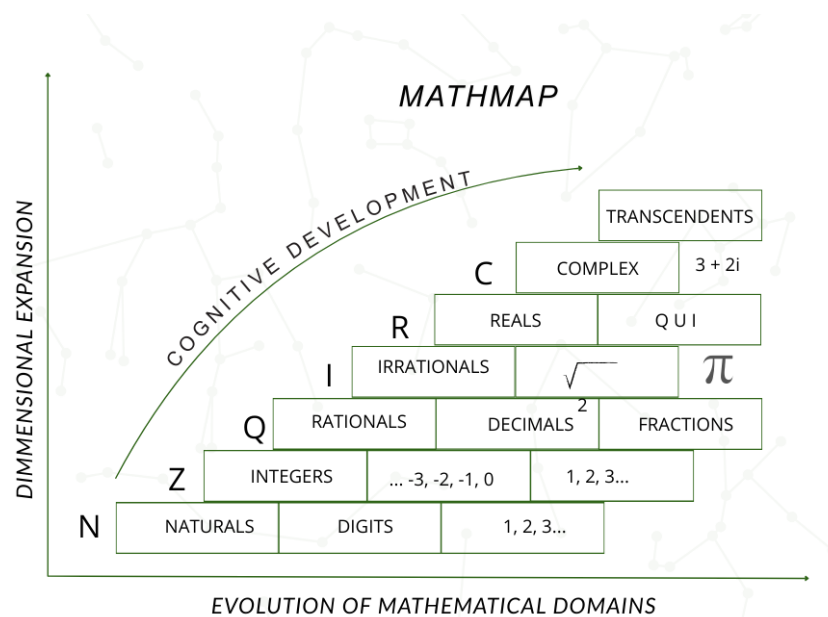 MATHMAP
COGNITIVE DEVELOPMENT
DIMMENSIONAL EXPANSION
TRANSCENDENTS
C COMPLEX 3 + 2i
R REALS Q U I
I IRRATIONALS √ π
2
Q RATIONALS DECIMALS FRACTIONS
Z INTEGERS ... -3, -2, -1, 0 1, 2, 3...
N NATURALS DIGITS 1, 2, 3...
EVOLUTION OF MATHEMATICAL DOMAINS